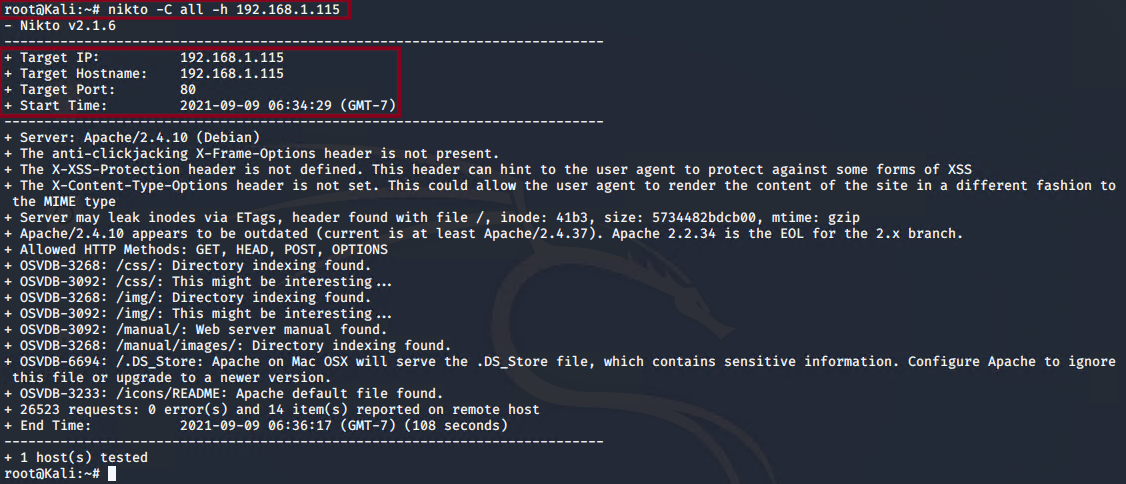 root@Kali:~# nikto -C all -h 192.168.1.115
- Nikto v2.1.6
---------------------------------------------------------------------------
+ Target IP:          192.168.1.115
+ Target Hostname:    192.168.1.115
+ Target Port:        80
+ Start Time:         2021-09-09 06:34:29 (GMT-7)
---------------------------------------------------------------------------
+ Server: Apache/2.4.10 (Debian)
+ The anti-clickjacking X-Frame-Options header is not present.
+ The X-XSS-Protection header is not defined. This header can hint to the user agent to protect against some forms of XSS
+ The X-Content-Type-Options header is not set. This could allow the user agent to render the content of the site in a different fashion to
the MIME type
+ Server may leak inodes via ETags, header found with file /, inode: 41b3, size: 5734482bdcb00, mtime: gzip
+ Apache/2.4.10 appears to be outdated (current is at least Apache/2.4.37). Apache 2.2.34 is the EOL for the 2.x branch.
+ Allowed HTTP Methods: GET, HEAD, POST, OPTIONS
+ OSVDB-3268: /css/: Directory indexing found.
+ OSVDB-3092: /css/: This might be interesting...
+ OSVDB-3268: /img/: Directory indexing found.
+ OSVDB-3092: /img/: This might be interesting...
+ OSVDB-3092: /manual/: Web server manual found.
+ OSVDB-3268: /manual/images/: Directory indexing found.
+ OSVDB-6694: /.DS_Store: Apache on Mac OSX will serve the .DS_Store file, which contains sensitive information. Configure Apache to ignore
this file or upgrade to a newer version.
+ OSVDB-3233: /icons/README: Apache default file found.
+ 26523 requests: 0 error(s) and 14 item(s) reported on remote host
+ End Time:           2021-09-09 06:36:17 (GMT-7) (108 seconds)
---------------------------------------------------------------------------
+ 1 host(s) tested
root@Kali:~#